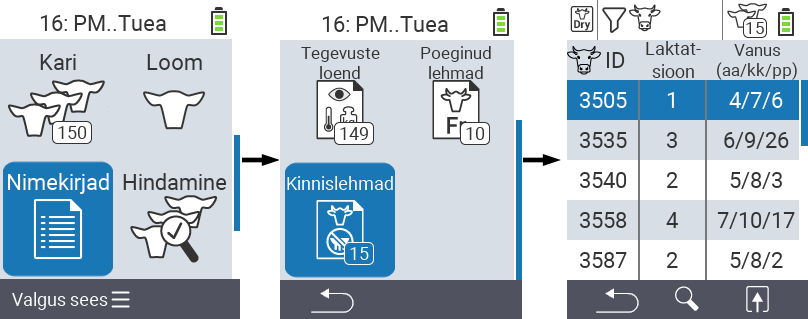 16: PM..Tuea
Kari
Loom
150
Nimekirjad
Hindamine
Valgus sees
16: PM..Tuea
Tegevuste
loend
Poeginud
lehmad
149
Fr
10
Kinnislehmad
15
Dry
15
ID
Laktat-
sioon
Vanus
(aa/kk/pp)
3505 1 4/7/6
3535 3 6/9/26
3540 2 5/8/3
3558 4 7/10/17
3587 2 5/8/2